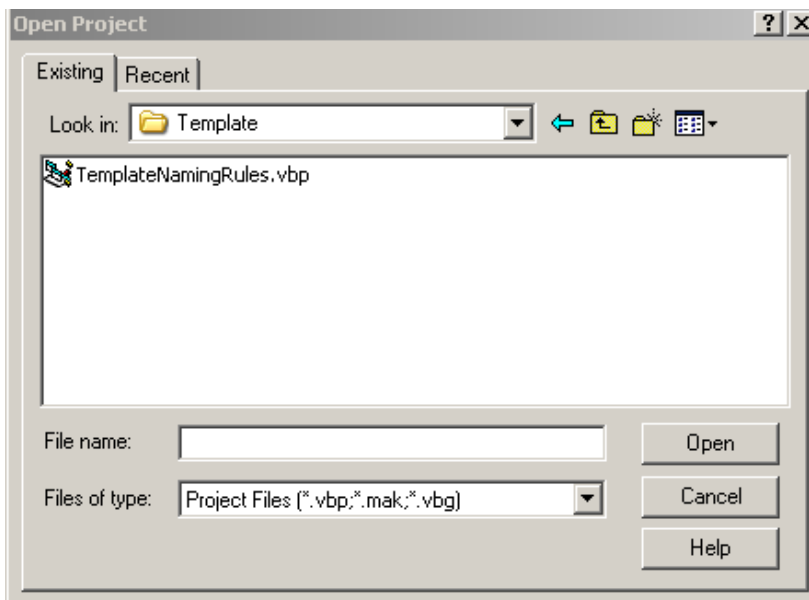 Open Project
Existing Recent
Look in: Template
TemplateNamingRules.vbp
File name:
Open
Files of type: Project Files (*.vbp;*.mak;*.vbg)
Cancel
Help